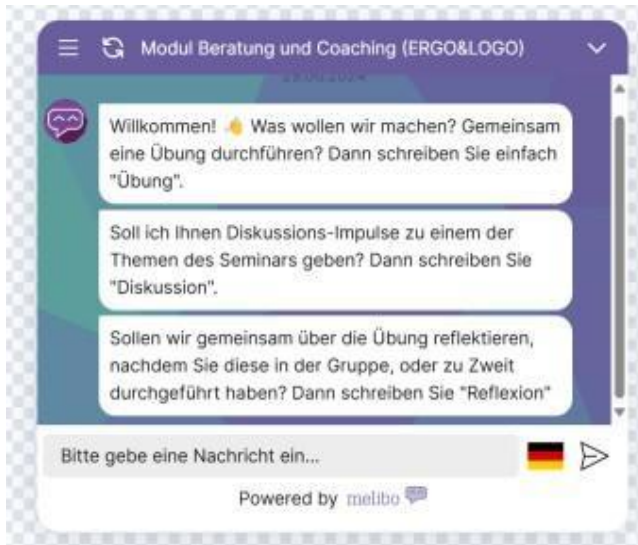 Modul Beratung und Coaching (ERGO&LOGO)
Willkommen! 👋 Was wollen wir machen? Gemeinsam
eine Übung durchführen? Dann schreiben Sie einfach
"Übung".
Soll ich Ihnen Diskussions-Impulse zu einem der
Themen des Seminars geben? Dann schreiben Sie
"Diskussion".
Sollen wir gemeinsam über die Übung reflektieren,
nachdem Sie diese in der Gruppe, oder zu Zweit
durchgeführt haben? Dann schreiben Sie "Reflexion"
Bitte gebe eine Nachricht ein...
Powered by melibo